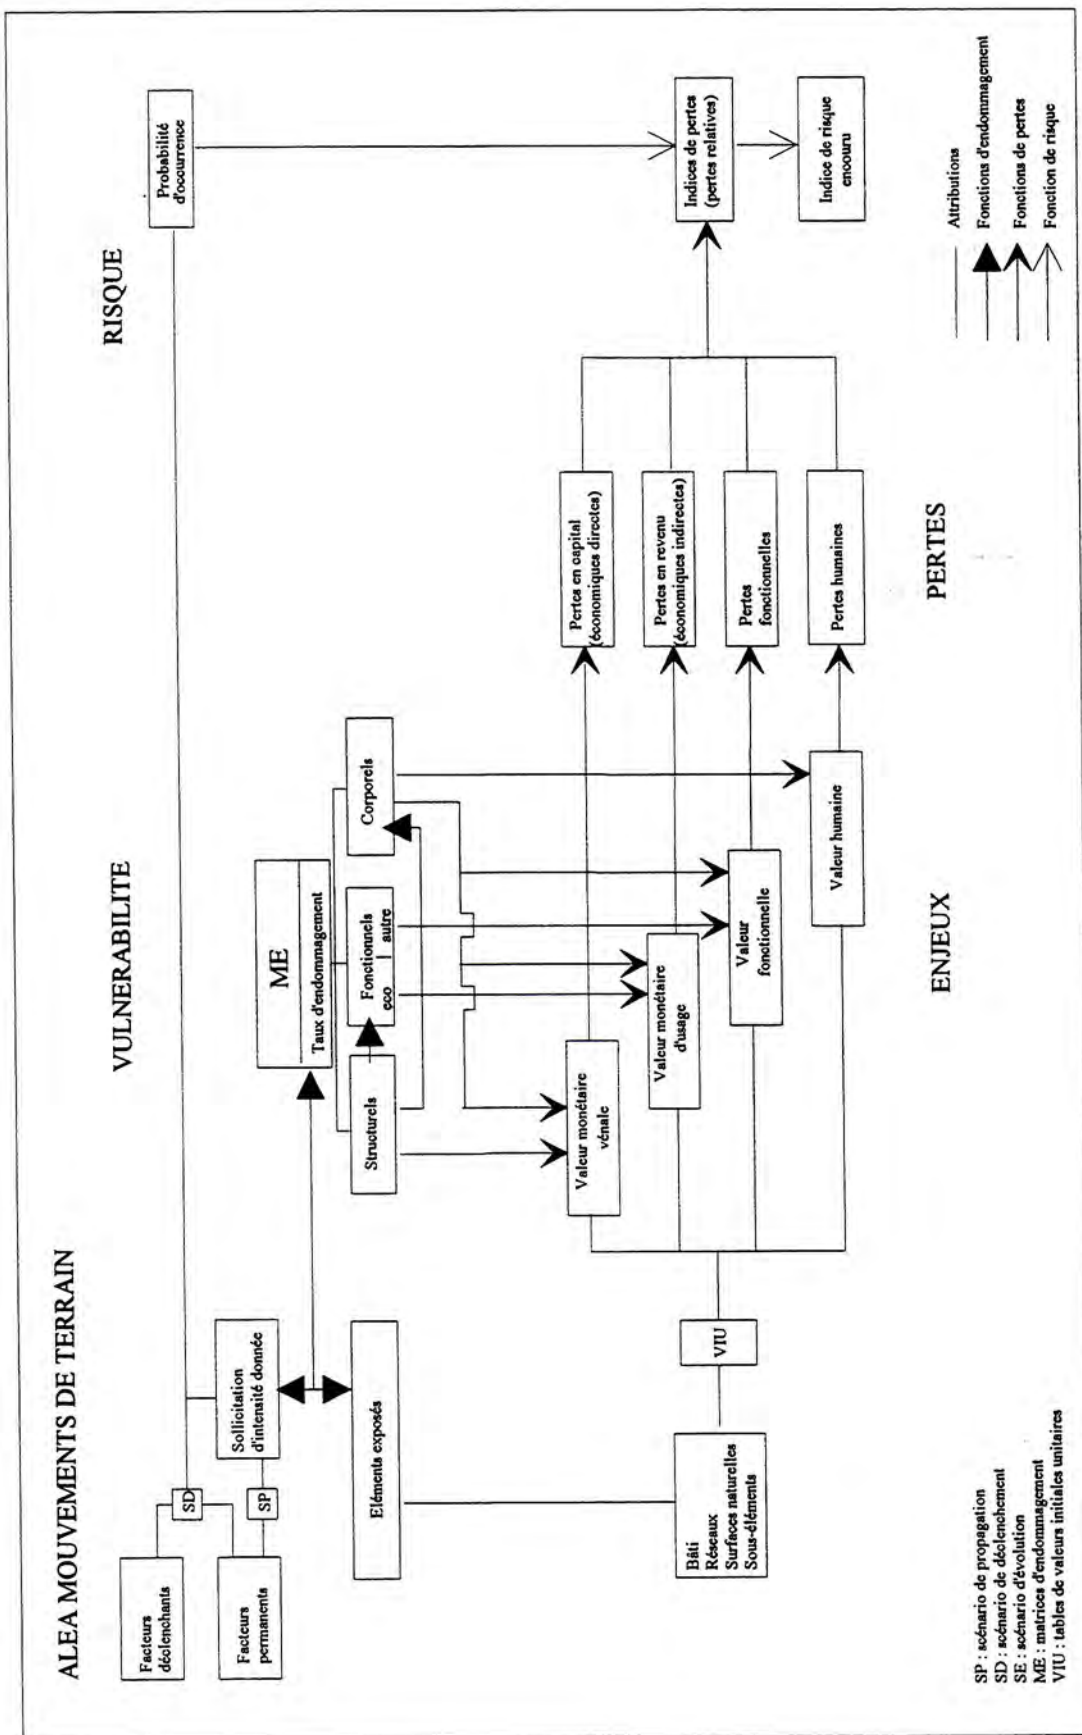 ALEA MOUVEMENTS DE TERRAIN
VULNERABILITE
RISQUE
Facteurs
déclenchants
Facteurs
permanents
SD
SP
Sollicitation
d'intensité donnée
Eléments exposés
Probabilité
d'occurrence
ME
Taux d'endommagement
Structurels
Fonctionnels
eco | autre
Corporels
Bâti
Réseaux
Surfaces naturelles
Sous-éléments
VIU
Valeur monétaire
vénale
Valeur monétaire
d'usage
Valeur
fonctionnelle
Valeur humaine
Pertes en capital
(économiques directes)
Pertes en revenu
(économiques indirectes)
Pertes
fonctionnelles
Pertes humaines
Indices de pertes
(pertes relatives)
Indice de risque
encouru
ENJEUX
PERTES
SP : scénario de propagation
SD : scénario de déclenchement
SE : scénario d'évolution
ME : matrices d'endommagement
VIU : tables de valeurs initiales unitaires
Attributions
Fonctions d'endommagement
Fonctions de pertes
Fonction de risque